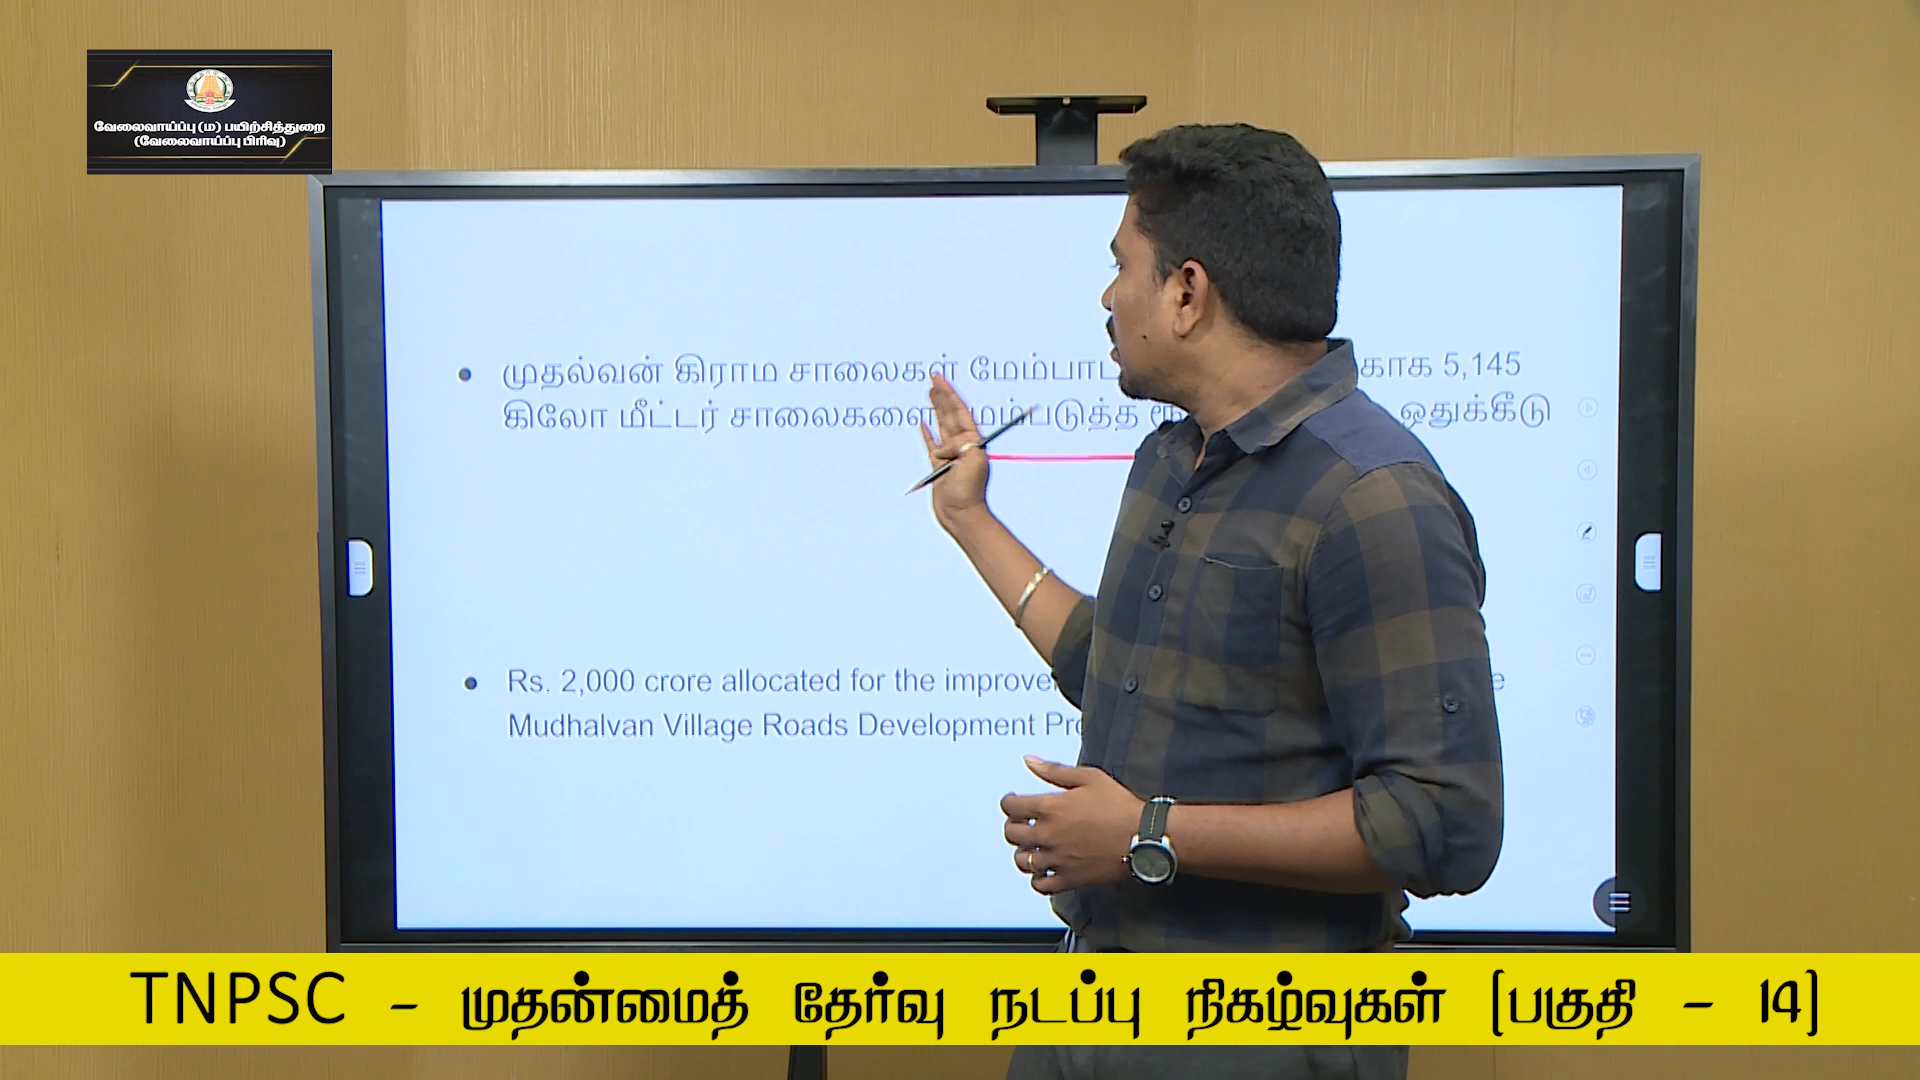 வேலைவாய்ப்பு (ம) பயிற்சித்துறை
(வேலைவாய்ப்பு பிரிவு)
முதல்வன் கிராம சாலைகள் காக 5,145
கிலோ மீட்டர் சாலைகளை ஒதுக்கீடு
Rs. 2,000 crore allocated for the
Mudhalvan Village Roads Development
TNPSC - முதன்மைத் தேர்வு நடப்பு நிகழ்வுகள் (பகுதி - 14)